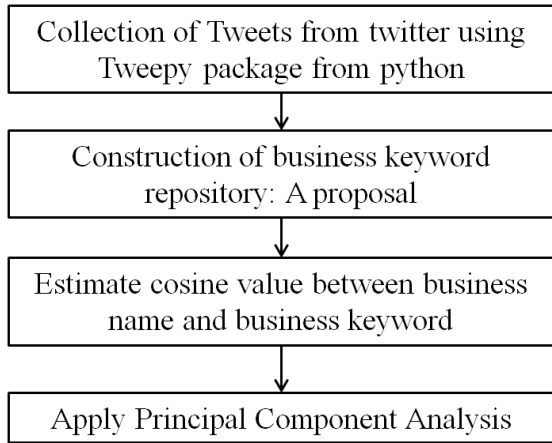 Collection of Tweets from twitter using
Tweepy package from python
Construction of business keyword
repository: A proposal
Estimate cosine value between business
name and business keyword
Apply Principal Component Analysis